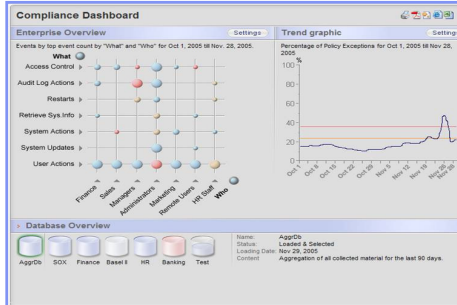 Compliance Dashboard
Enterprise Overview
Settings
Events by top event count by "What" and "Who" for Oct 1, 2005 till Nov. 28, 2005.
What
Access Control
Audit Log Actions
Restarts
Retrieve Sys.Info
System Actions
System Updates
User Actions
Finance
Sales
Managers
Administrators
Marketing
Remote Users
HR Staff
Who
Trend graphic
Settings
Percentage of Policy Exceptions for Oct 1, 2005 till Nov 28, 2005
%
100
80
60
40
20
0
Oct 1
Oct 8
Oct 15
Oct 22
Oct 29
Nov 5
Nov 12
Nov 19
Nov 26
Database Overview
AggrDb
SOX
Finance
Basel II
HR
Banking
Test
Name: AggrDb
Status: Loaded & Selected
Loading Date: Nov 29, 2005
Content Aggregation of all collected material for the last 90 days.